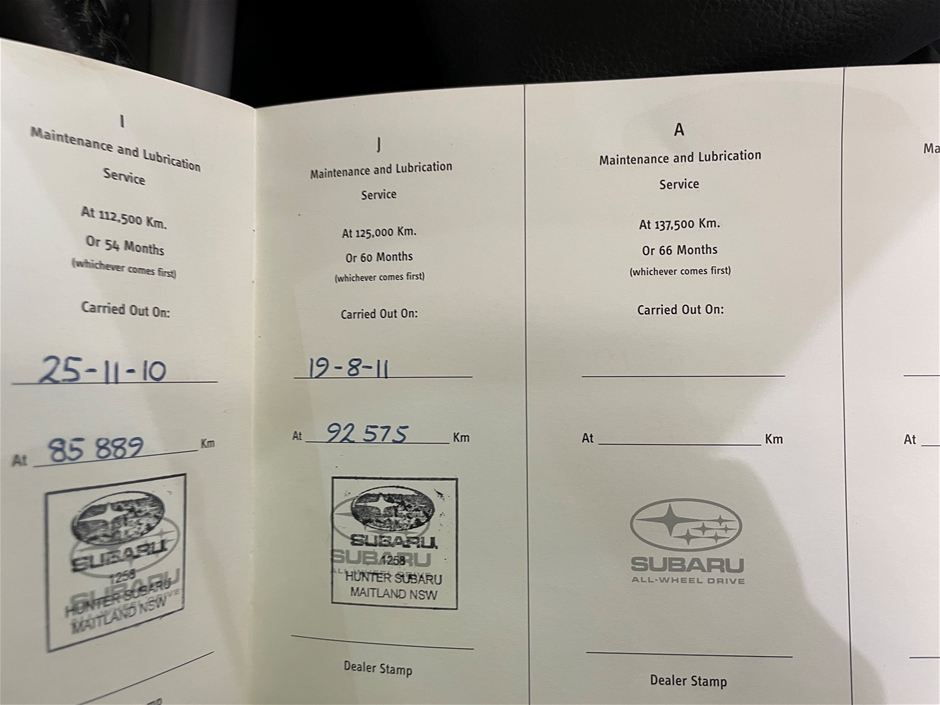 I
Maintenance and Lubrication
Service
At 112,500 Km.
Or 54 Months
(whichever comes first)
Carried Out On:
25-11-10
At 85 889 Km
SUBARU
1258
HUNTER SUBARU
MAITLAND NSW
J
Maintenance and Lubrication
Service
At 125,000 Km.
Or 60 Months
(whichever comes first)
Carried Out On:
19-8-11
At 92 575 Km
SUBARU
SUBARU
1258
HUNTER SUBARU
MAITLAND NSW
Dealer Stamp
A
Maintenance and Lubrication
Service
At 137,500 Km.
Or 66 Months
(whichever comes first)
Carried Out On:
At Km
SUBARU
ALL-WHEEL DRIVE
Dealer Stamp
Ma
At